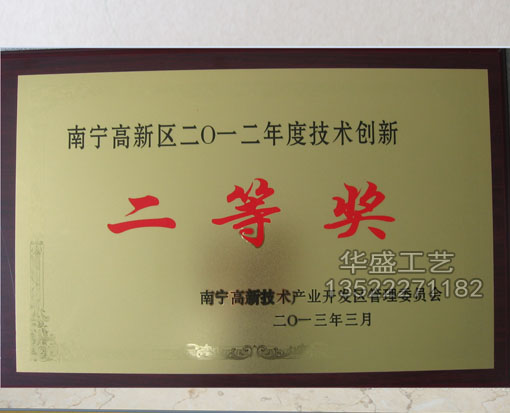 南宁高新区二〇一二年度技术创新
二等奖
华盛工艺
13522271182
南宁高新技术产业开发区管理委员会
二〇一三年三月